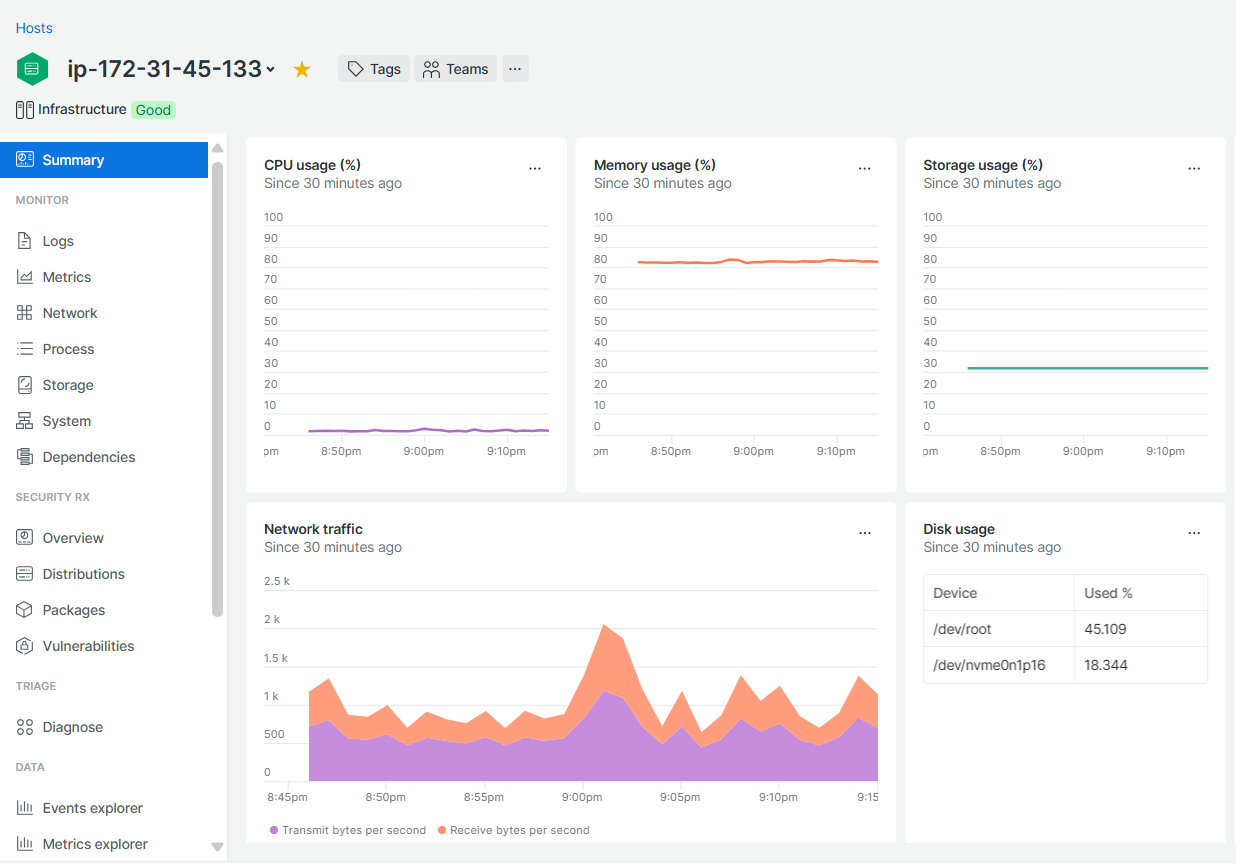 Hosts
ip-172-31-45-133
Tags
Teams
Infrastructure Good
Summary
MONITOR
Logs
Metrics
Network
Process
Storage
System
Dependencies
SECURITY RX
Overview
Distributions
Packages
Vulnerabilities
TRIAGE
Diagnose
DATA
Events explorer
Metrics explorer
CPU usage (%)
Since 30 minutes ago
100
90
80
70
60
50
40
30
20
10
0
pm 8:50pm 9:00pm 9:10pm
Memory usage (%)
Since 30 minutes ago
100
90
80
70
60
50
40
30
20
10
0
pm 8:50pm 9:00pm 9:10pm
Storage usage (%)
Since 30 minutes ago
100
90
80
70
60
50
40
30
20
10
0
pm 8:50pm 9:00pm 9:10pm
Network traffic
Since 30 minutes ago
2.5 k
2 k
1.5 k
1 k
500
0
8:45pm 8:50pm 8:55pm 9:00pm 9:05pm 9:10pm 9:15
Transmit bytes per second Receive bytes per second
Disk usage
Since 30 minutes ago
Device Used %
/dev/root 45.109
/dev/nvme0n1p16 18.344